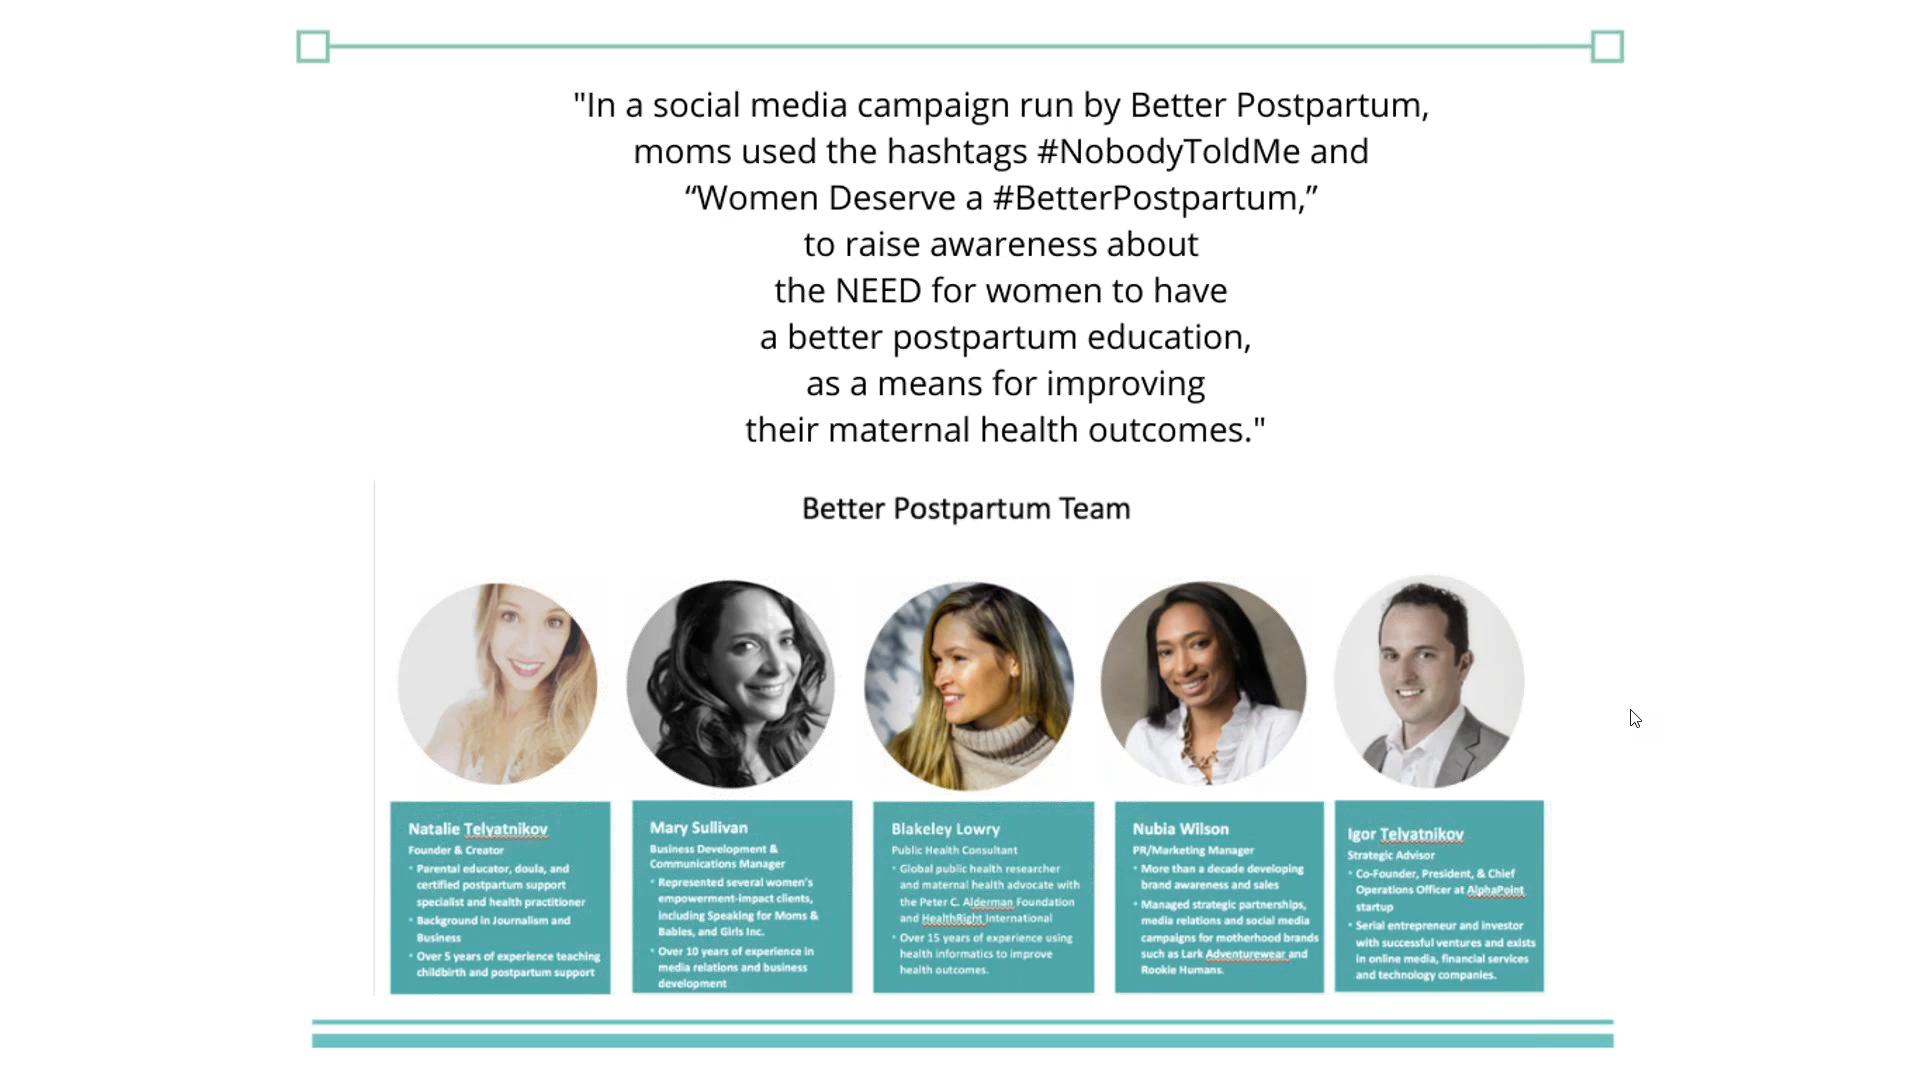 "In a social media campaign run by Better Postpartum,
moms used the hashtags #NobodyToldMe and
“Women Deserve a #BetterPostpartum,”
to raise awareness about
the NEED for women to have
a better postpartum education,
as a means for improving
their maternal health outcomes."
Better Postpartum Team
Natalie Telyatnikov
Founder & Creator
• Parental educator, doula, and
certified postpartum support
specialist and health practitioner
• Background in Journalism and
Business
• Over 5 years of experience teaching
childbirth and postpartum support
Mary Sullivan
Business Development &
Communications Manager
• Represented several women's
empowerment-impact clients,
including Speaking for Moms &
Babies, and Girls Inc.
• Over 10 years of experience in
media relations and business
development
Blakeley Lowry
Public Health Consultant
• Global public health researcher
and maternal health advocate with
the Peter C. Alderman Foundation
and HealthRight International
• Over 15 years of experience using
health informatics to improve
health outcomes.
Nubia Wilson
PR/Marketing Manager
• More than a decade developing
brand awareness and sales
• Managed strategic partnerships,
media relations and social media
campaigns for motherhood brands
such as Lark Adventurewear and
Rookie Humans.
Igor Telyatnikov
Strategic Advisor
• Co-Founder, President, & Chief
Operations Officer at AlphaPoint
startup
• Serial entrepreneur and investor
with successful ventures and exists
in online media, financial services
and technology companies.